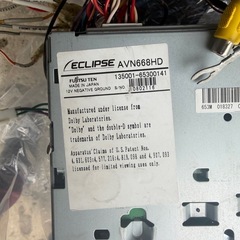 ECLIPSE AVN668HD
FUJITSU TEN 135001-65300141
MADE IN JAPAN
12V NEGATIVE GROUND S/NO.
Manufactured under license from
Dolby Laboratories.
"Dolby" and the double-D symbol are
trademarks of Dolby Laboratories.
Apparatus Claims of U.S. Patent Nos.
licensed for limited viewing uses only.